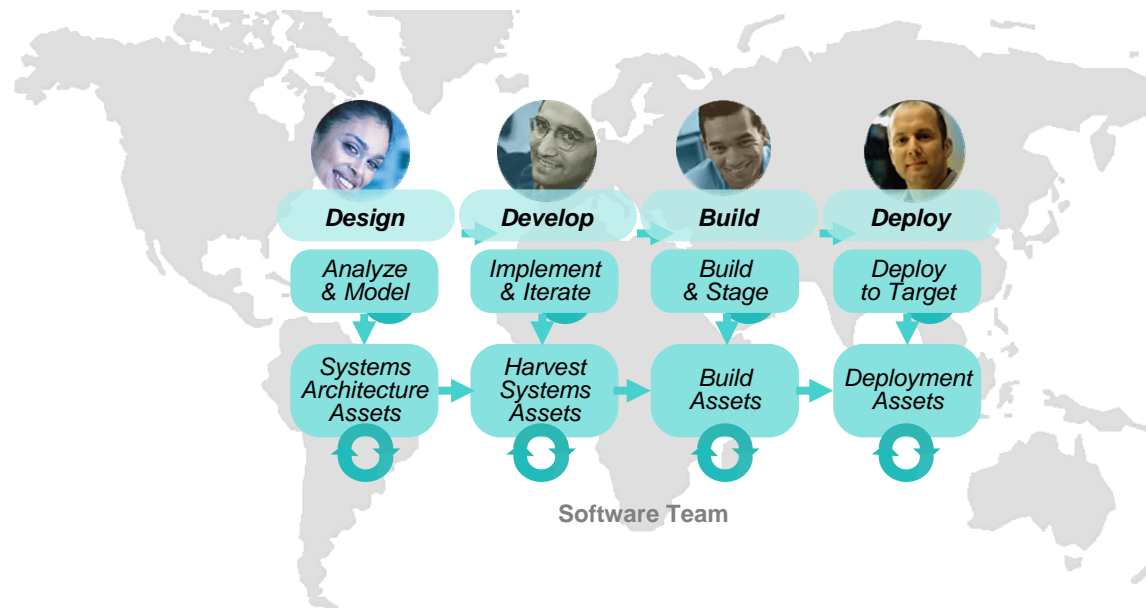 Design
Develop
Build
Deploy
Analyze
& Model
Implement
& Iterate
Build
& Stage
Deploy
to Target
Systems
Architecture
Assets
Harvest
Systems
Assets
Build
Assets
Deployment
Assets
Software Team